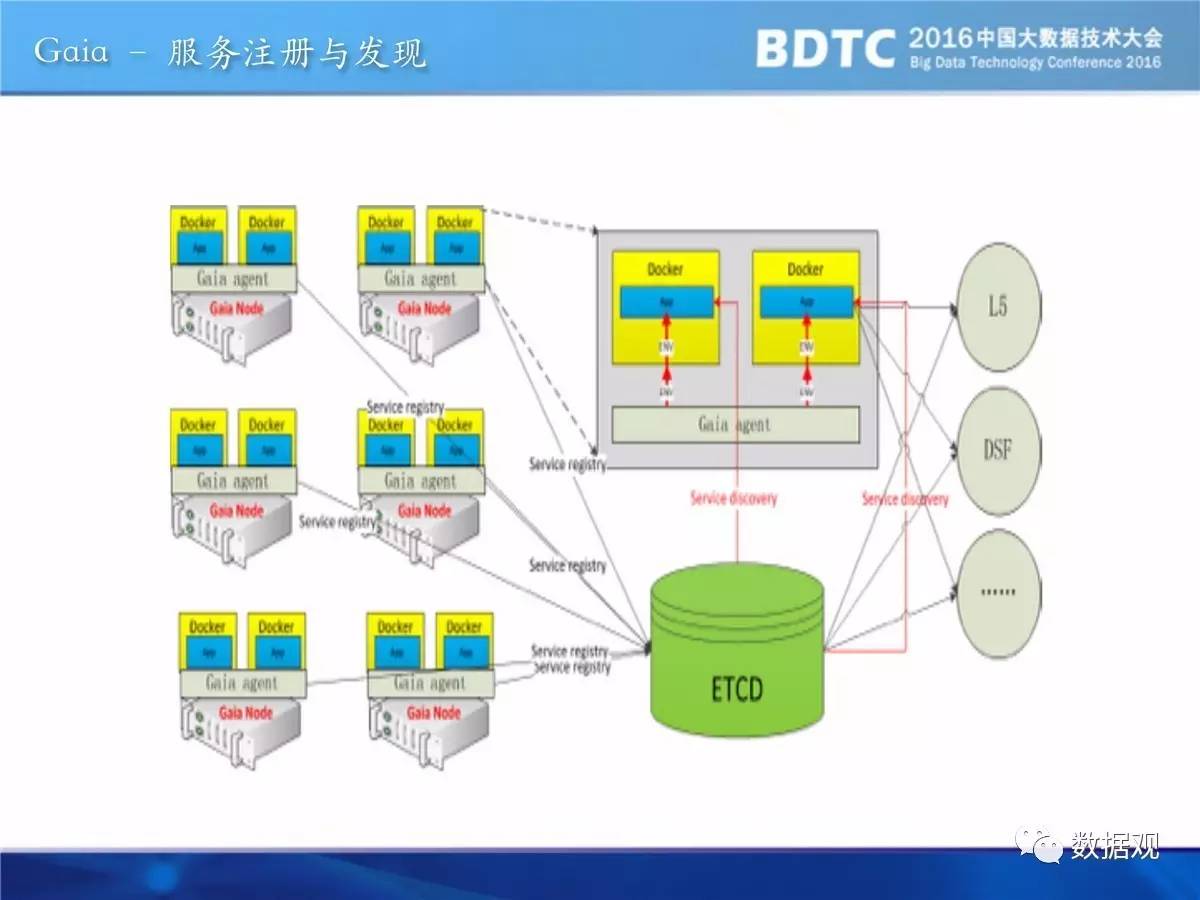 Gaia - 服务注册与发现
BDTC 2016中国大数据技术大会
Big Data Technology Conference 2016
Docker Docker
App App
Gaia agent
Gaia Node
Docker Docker
App App
Gaia agent
Gaia Node
Docker Docker
App App
ENV ENV
ENV ENV
Gaia agent
L5
DSF
......
Service registry
Docker Docker
App App
Gaia agent
Gaia Node
Docker Docker
App App
Gaia agent
Gaia Node
Service registry
Service registry
Service registry
Service discovery
Service discovery
Docker Docker
App App
Gaia agent
Gaia Node
Docker Docker
App App
Gaia agent
Gaia Node
Service registry
Service registry
ETCD
数据观